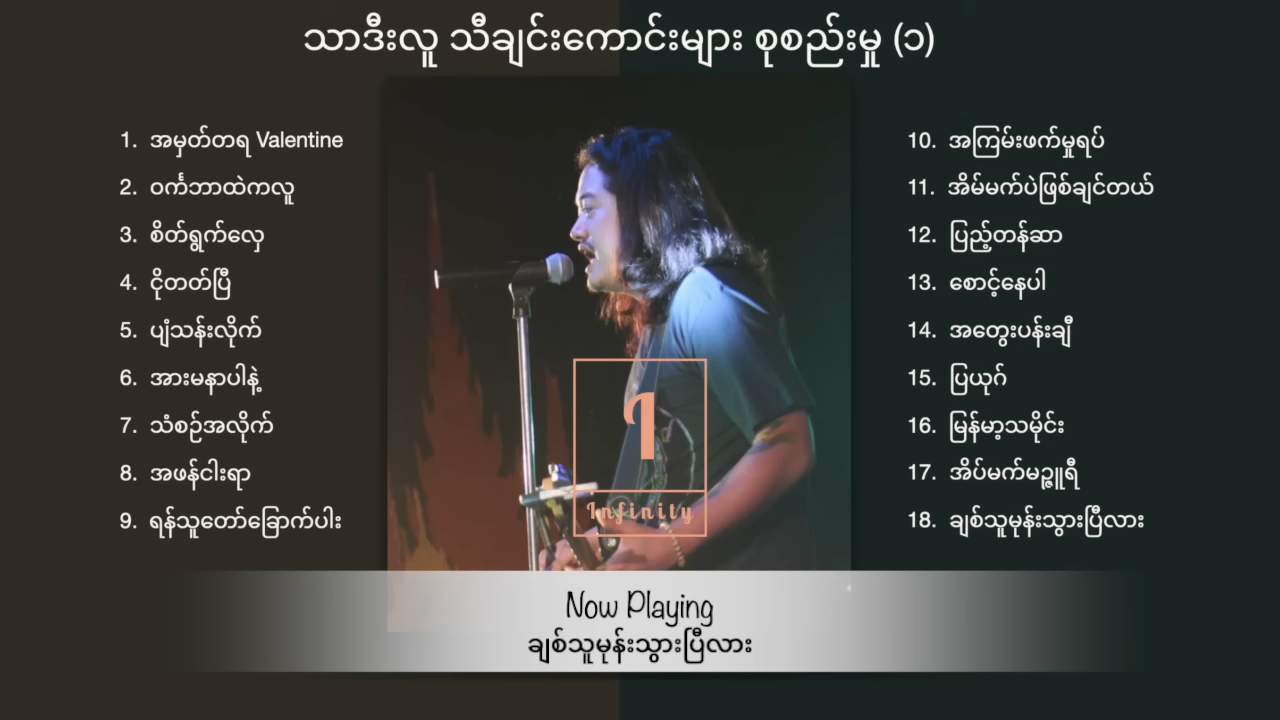 သာဒီးလူ သီချင်းကောင်းများ စုစည်းမှု (၁)
1. အမှတ်တရ Valentine
2. ဝင်္ကဘာထဲကလူ
3. စိတ်ရွက်လှေ
4. ငိုတတ်ပြီ
5. ပျံသန်းလိုက်
6. အားမနာပါနဲ့
7. သံစဉ်အလိုက်
8. အဖန်ငါးရာ
9. ရန်သူတော်ခြောက်ပါး
10. အကြမ်းဖက်မှုရပ်
11. အိမ်မက်ပဲဖြစ်ချင်တယ်
12. ပြည့်တန်ဆာ
13. စောင့်နေပါ
14. အတွေးပန်းချီ
15. ပြယုဂ်
16. မြန်မာ့သမိုင်း
17. အိပ်မက်မဉ္ဇူရီ
18. ချစ်သူမုန်းသွားပြီလား
I
Infinity
Now Playing
ချစ်သူမုန်းသွားပြီလား